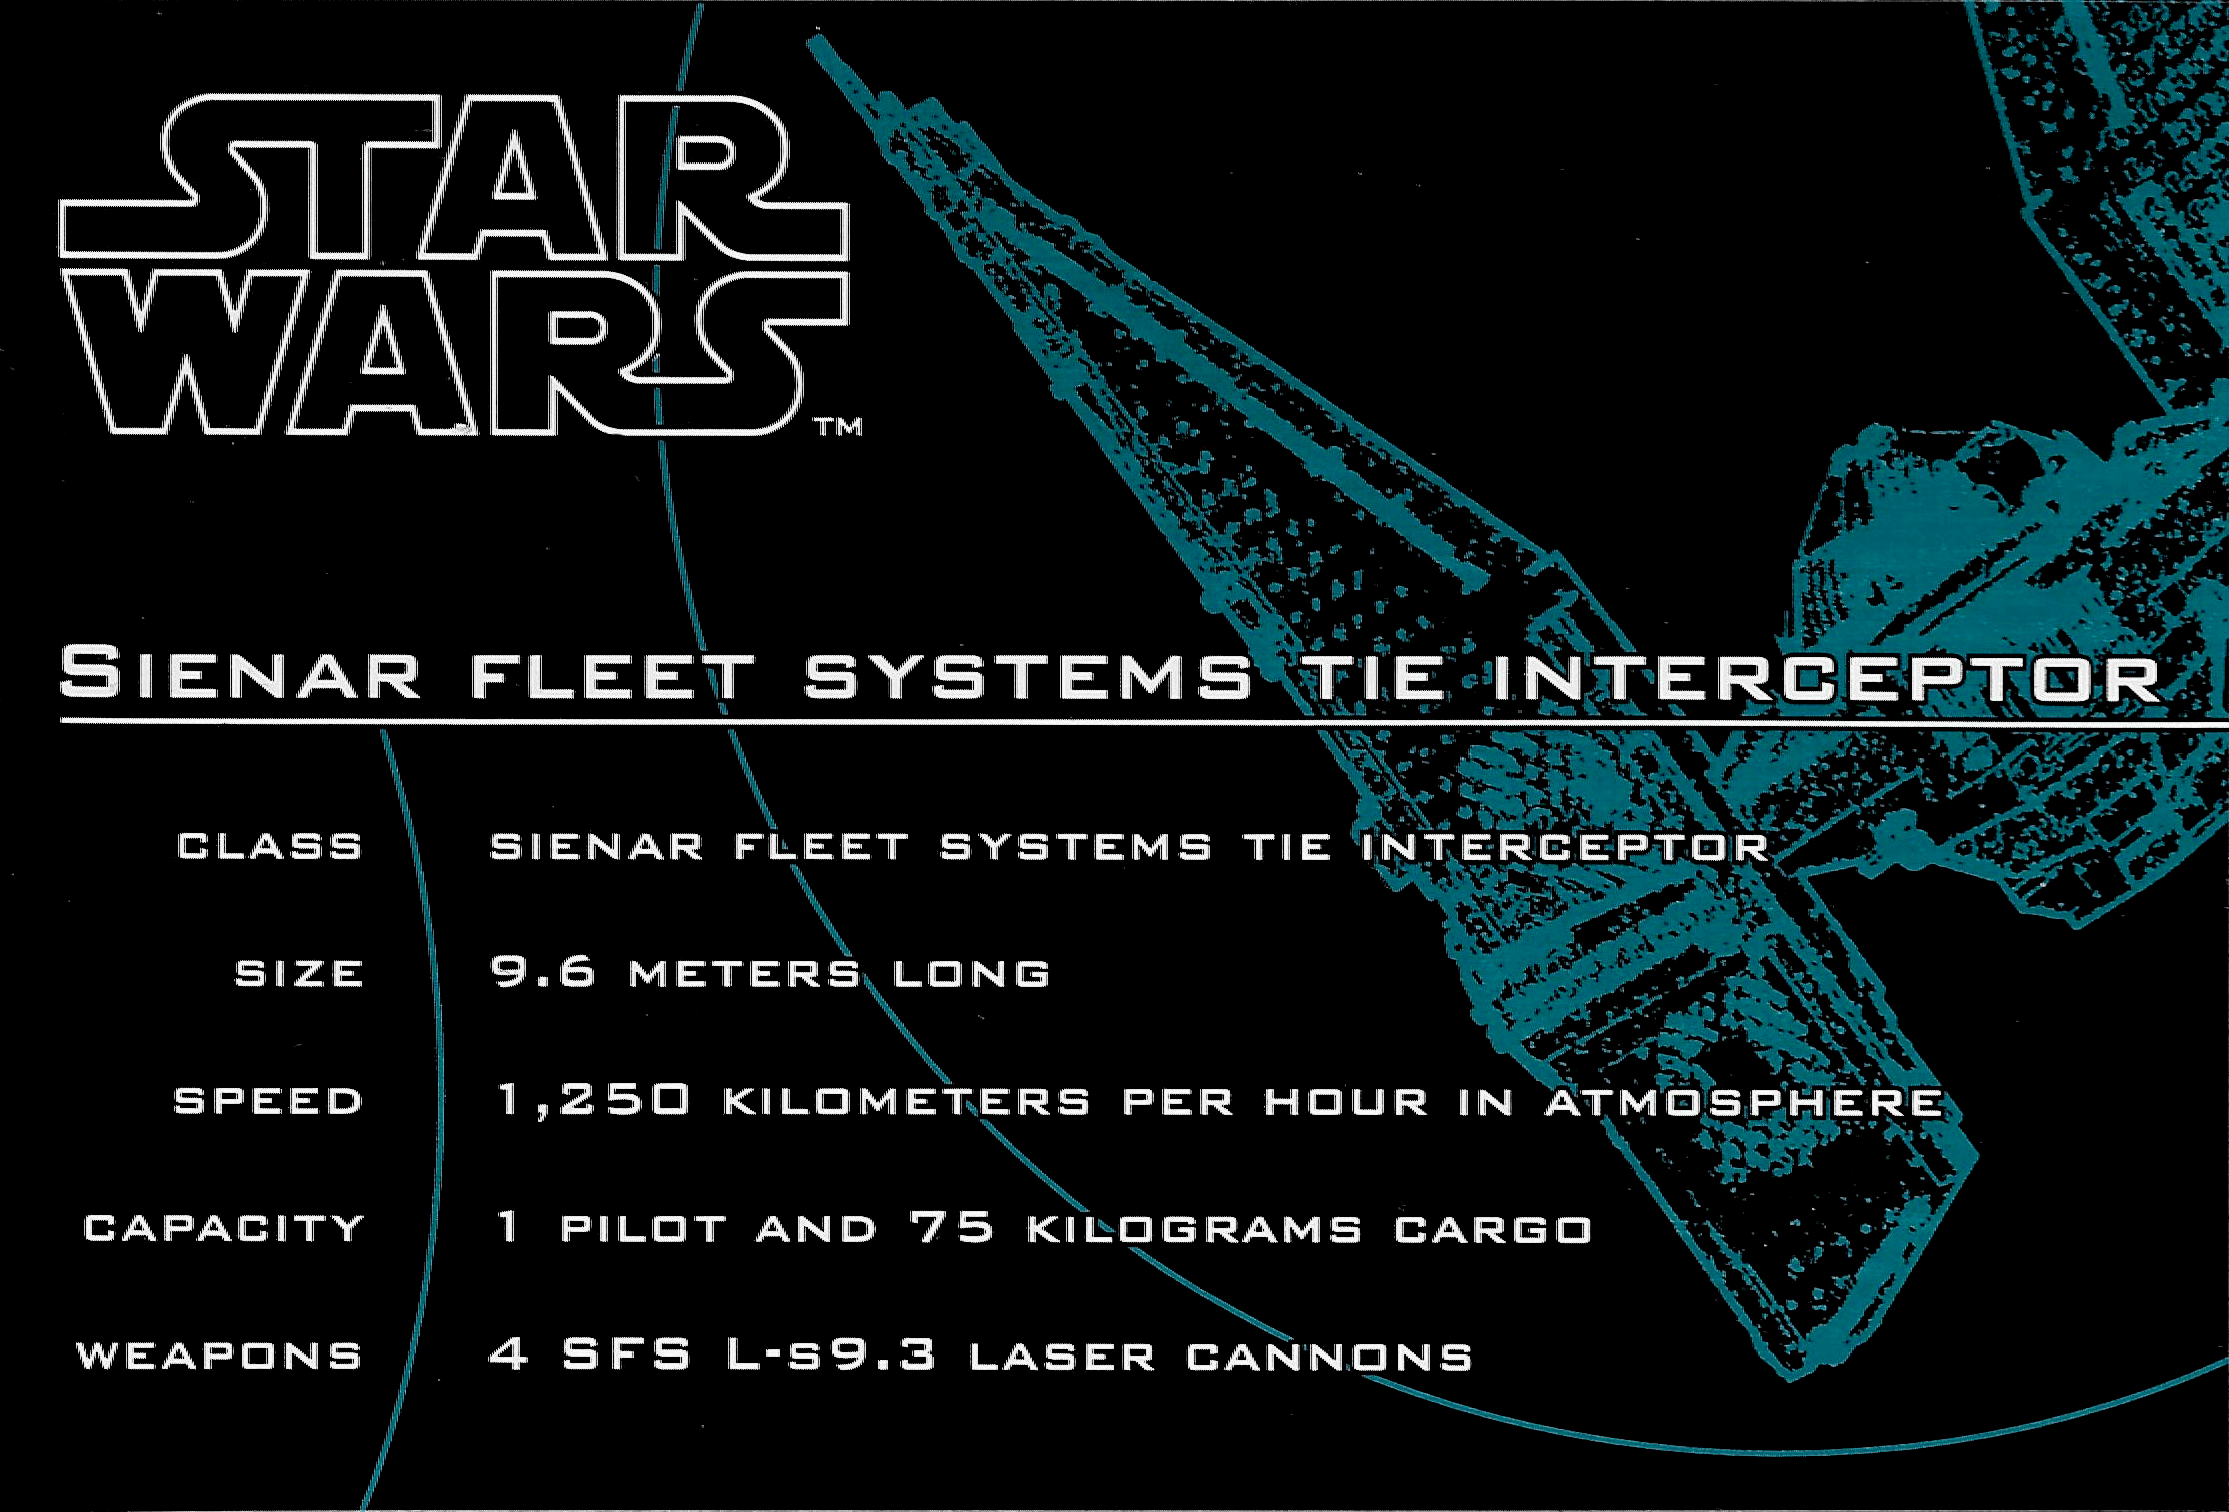 STAR
WARS TM
SIENAR FLEET SYSTEMS TIE INTERCEPTOR
CLASS SIENAR FLEET SYSTEMS TIE INTERCEPTOR
SIZE 9.6 METERS LONG
SPEED 1,250 KILOMETERS PER HOUR IN ATMOSPHERE
CAPACITY 1 PILOT AND 75 KILOGRAMS CARGO
WEAPONS 4 SFS L-s9.3 LASER CANNONS